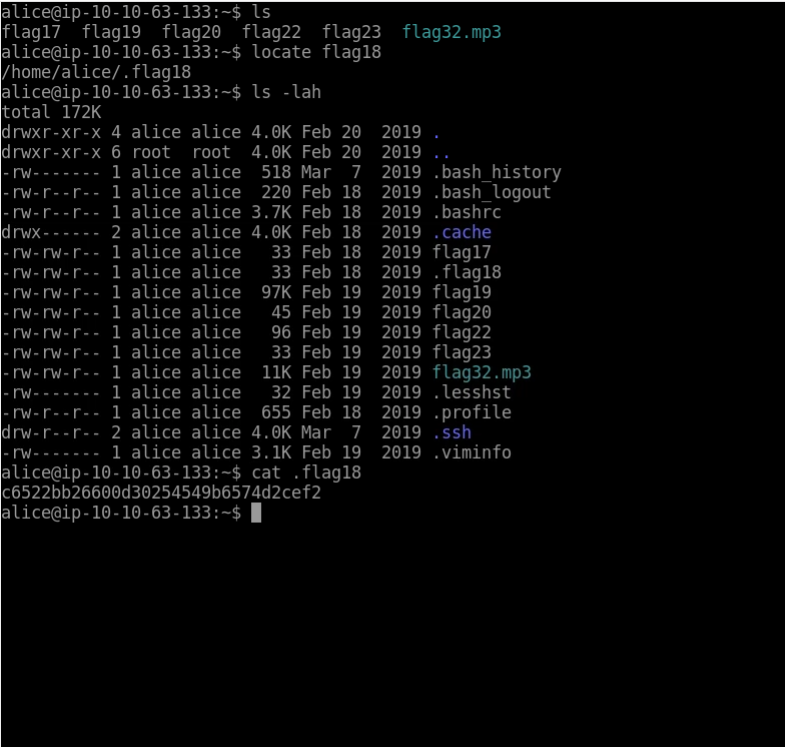 alice@ip-10-10-63-133:~$ ls
flag17  flag19  flag20  flag22  flag23  flag32.mp3
alice@ip-10-10-63-133:~$ locate flag18
/home/alice/.flag18
alice@ip-10-10-63-133:~$ ls -lah
total 172K
drwxr-xr-x 4 alice alice 4.0K Feb 20  2019 .
drwxr-xr-x 6 root  root  4.0K Feb 20  2019 ..
-rw------- 1 alice alice  518 Mar  7  2019 .bash_history
-rw-r--r-- 1 alice alice  220 Feb 18  2019 .bash_logout
-rw-r--r-- 1 alice alice 3.7K Feb 18  2019 .bashrc
drwx------ 2 alice alice 4.0K Feb 18  2019 .cache
-rw-rw-r-- 1 alice alice   33 Feb 18  2019 flag17
-rw-rw-r-- 1 alice alice   33 Feb 18  2019 .flag18
-rw-rw-r-- 1 alice alice  97K Feb 19  2019 flag19
-rw-rw-r-- 1 alice alice   45 Feb 19  2019 flag20
-rw-rw-r-- 1 alice alice   96 Feb 19  2019 flag22
-rw-rw-r-- 1 alice alice   33 Feb 19  2019 flag23
-rw-rw-r-- 1 alice alice  11K Feb 19  2019 flag32.mp3
-rw------- 1 alice alice   32 Feb 19  2019 .lesshst
-rw-r--r-- 1 alice alice  655 Feb 18  2019 .profile
drw-r--r-- 2 alice alice 4.0K Mar  7  2019 .ssh
-rw------- 1 alice alice 3.1K Feb 19  2019 .viminfo
alice@ip-10-10-63-133:~$ cat .flag18
c6522bb26600d30254549b6574d2cef2
alice@ip-10-10-63-133:~$